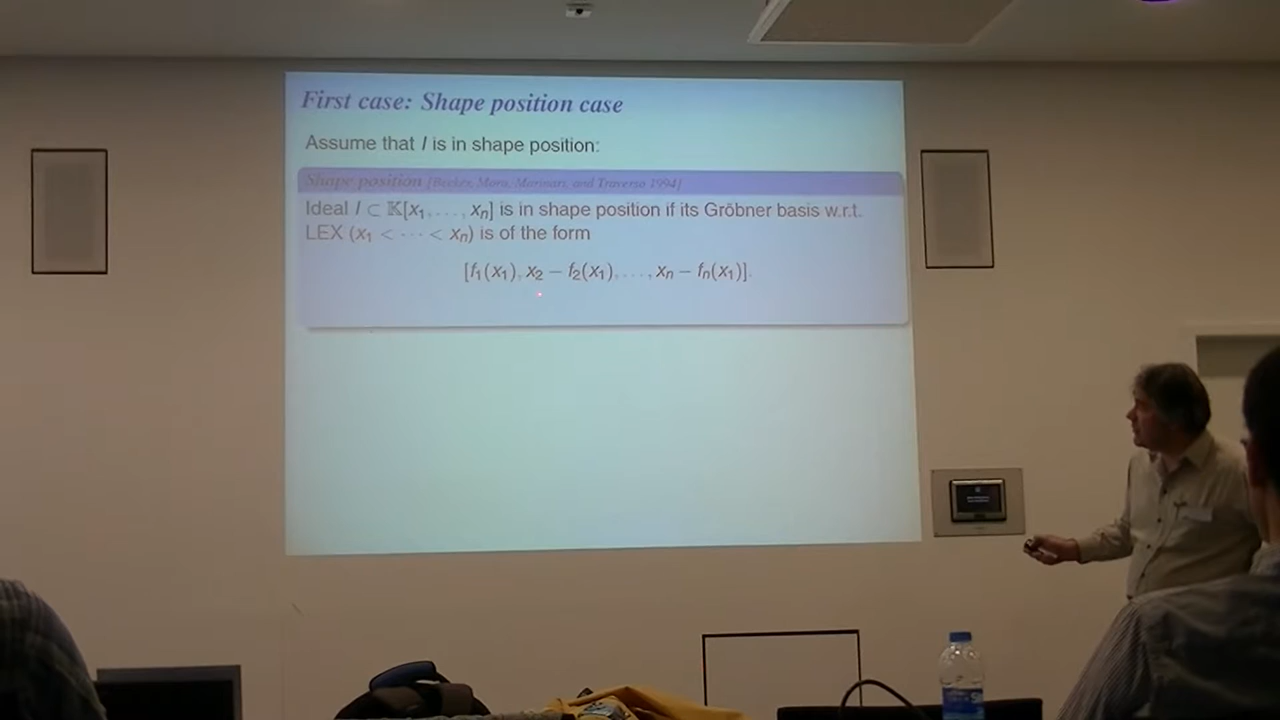 First case: Shape position case
Assume that I is in shape position:
Shape position [Becker, Mora, Marinari, and Traverso 1994]
Ideal I ⊂ 𝕂[x₁, . . . , xₙ] is in shape position if its Gröbner basis w.r.t.
LEX (x₁ < · · · < xₙ) is of the form
[f₁(x₁), x₂ − f₂(x₁), . . . , xₙ − fₙ(x₁)].